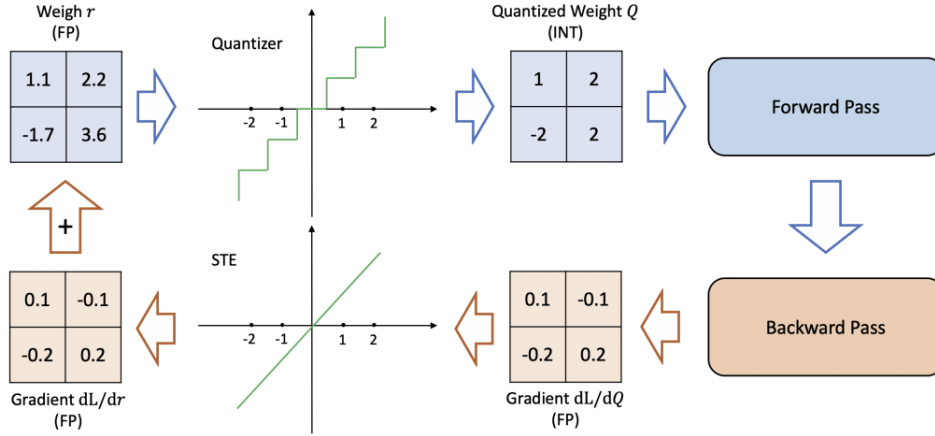 Weigh r
(FP)
1.1 2.2
-1.7 3.6
Quantizer
-2 -1 1 2
Quantized Weight Q
(INT)
1 2
-2 2
Forward Pass
+
0.1 -0.1
-0.2 0.2
Gradient dL/dr
(FP)
STE
-2 -1 1 2
0.1 -0.1
-0.2 0.2
Gradient dL/dQ
(FP)
Backward Pass